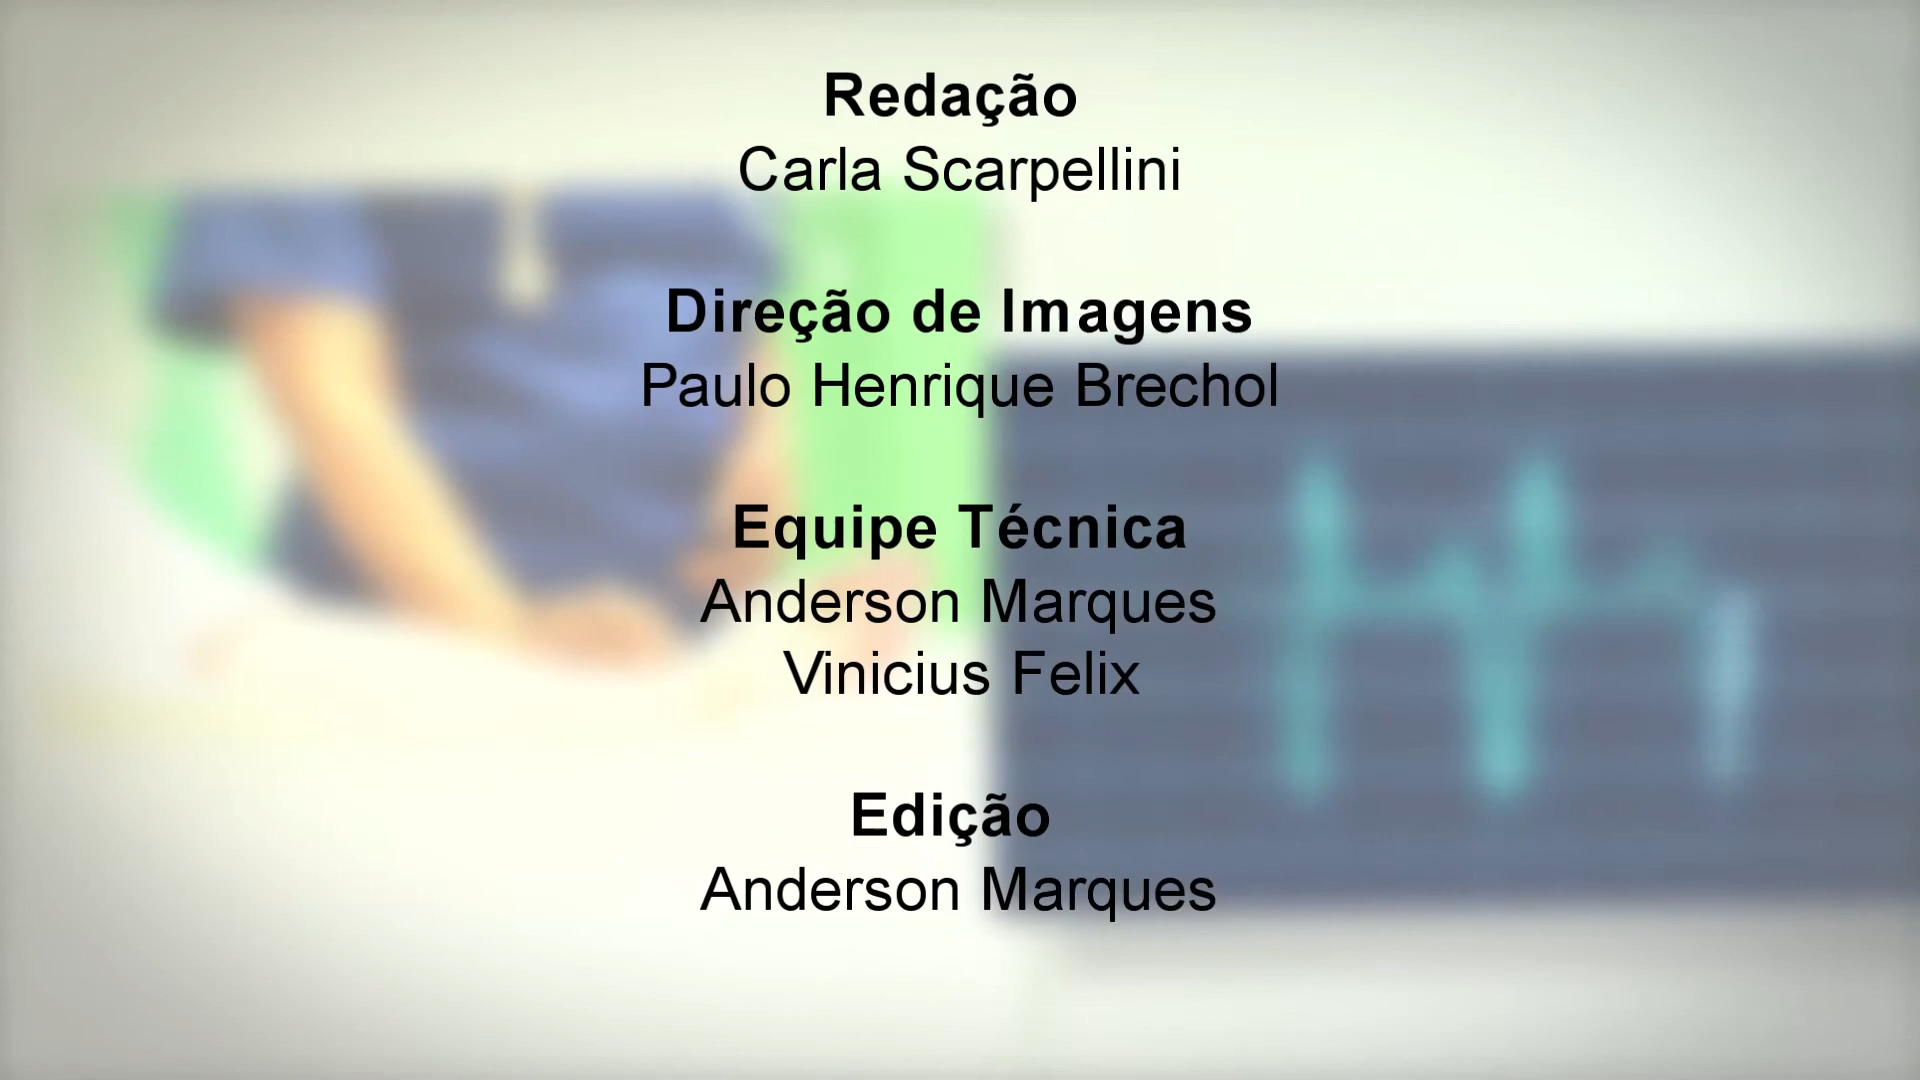 Redação
Carla Scarpellini
Direção de Imagens
Paulo Henrique Brechol
Equipe Técnica
Anderson Marques
Vinicius Felix
Edição
Anderson Marques